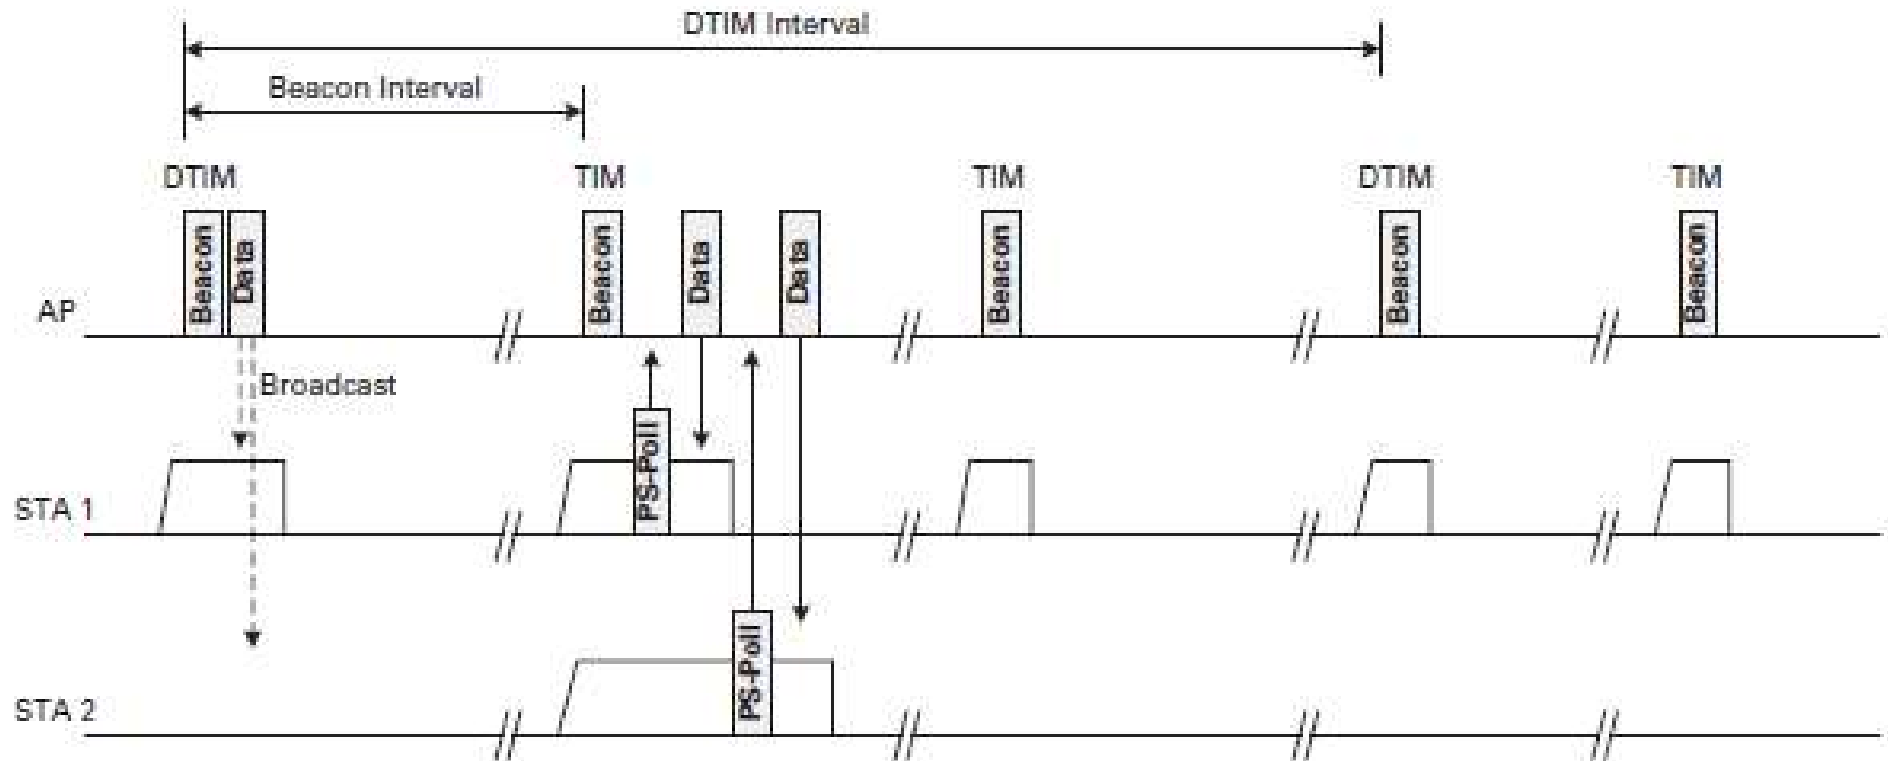 DTIM Interval
Beacon Interval
DTIM
TIM
TIM
DTIM
TIM
Beacon
Data
Beacon
Data
Data
Beacon
Beacon
Beacon
AP
Broadcast
PS-Poll
STA 1
PS-Poll
STA 2